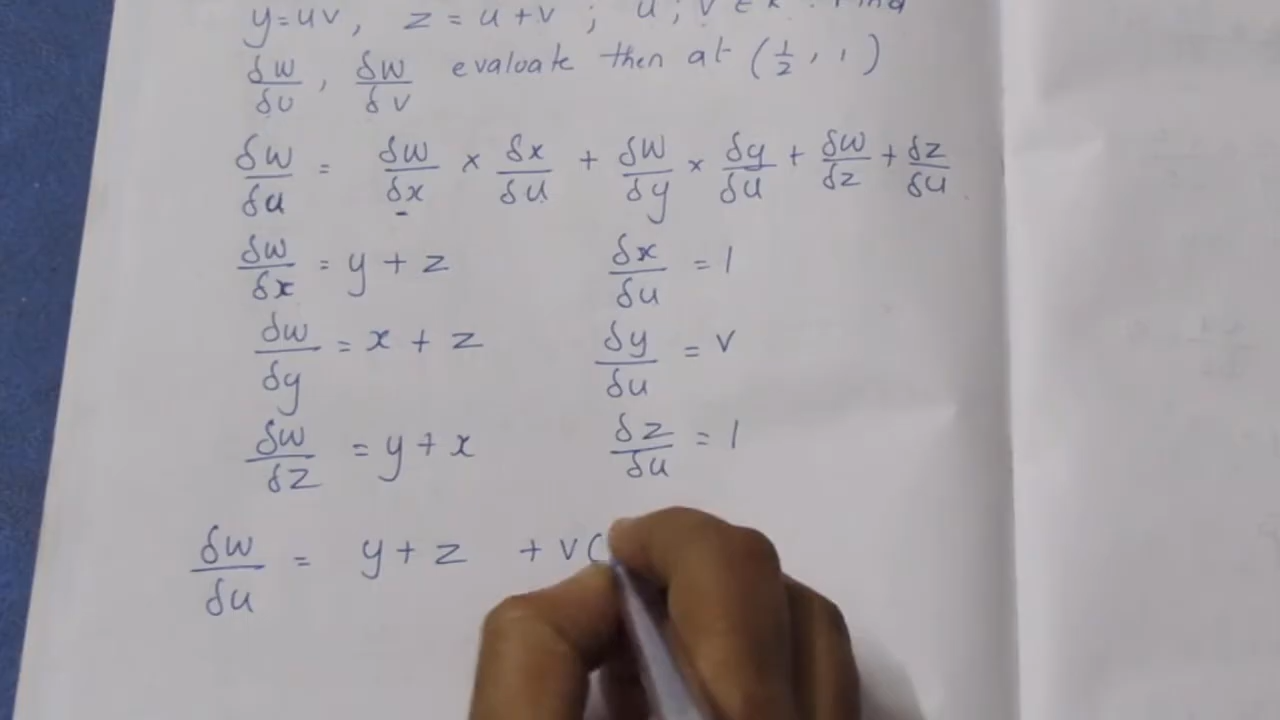 y = uv, z = u + v ; u, v ∈ R. Find
δw/δu, δw/δv evaluate then at (1/2, 1)
δw/δu = δw/δx × δx/δu + δw/δy × δy/δu + δw/δz + δz/δu
δw/δx = y + z δx/δu = 1
δw/δy = x + z δy/δu = v
δw/δz = y + x δz/δu = 1
δw/δu = y + z + v(